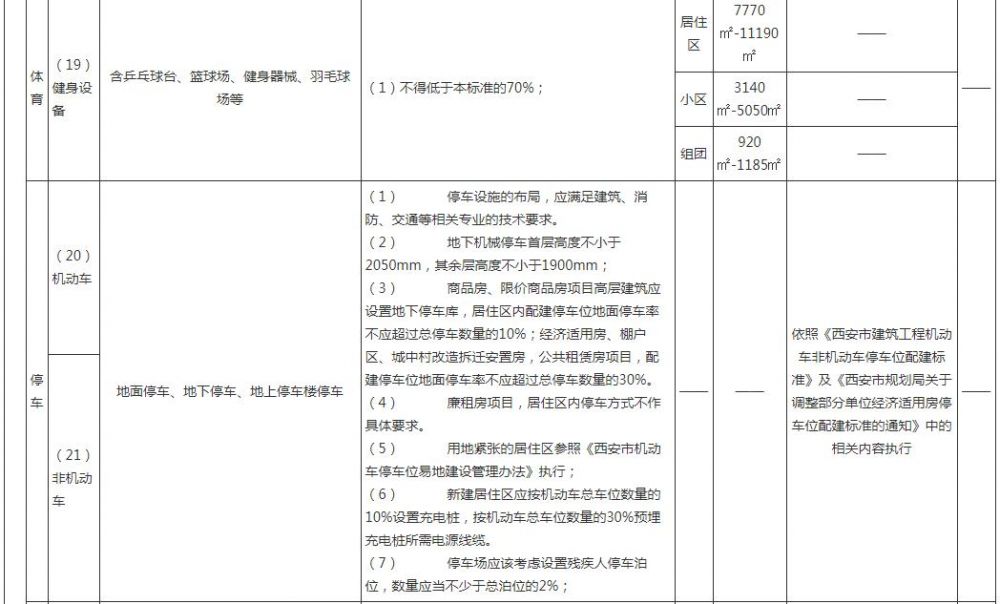 体
育
（19）
健身设
备
含乒乓球台、篮球场、健身器械、羽毛球
场等
（1）不得低于本标准的70%；
居住
区
7770
㎡-11190
㎡
——
小区
3140
㎡-5050㎡
——
组团
920
㎡-1185㎡
——
——
停
车
（20）
机动车
（21）
非机动
车
地面停车、地下停车、地上停车楼停车
（1） 停车设施的布局，应满足建筑、消
防、交通等相关专业的技术要求。
（2） 地下机械停车首层高度不小于
2050mm，其余层高度不小于1900mm；
（3） 商品房、限价商品房项目高层建筑应
设置地下停车库，居住区内配建停车位地面停车率
不应超过总停车数量的10%；经济适用房、棚户
区、城中村改造拆迁安置房，公共租赁房项目，配
建停车位地面停车率不应超过总停车数量的30%。
（4） 廉租房项目，居住区内停车方式不作
具体要求。
（5） 用地紧张的居住区参照《西安市机动
车停车位易地建设管理办法》执行；
（6） 新建居住区应按机动车总车位数量的
10%设置充电桩，按机动车总车位数量的30%预埋
充电桩所需电源线缆。
（7） 停车场应该考虑设置残疾人停车泊
位，数量应当不少于总泊位的2%；
——
——
依照《西安市建筑工程机动
车非机动车停车位配建标
准》及《西安市规划局关于
调整部分单位经济适用房停
车位配建标准的通知》中的
相关内容执行
——